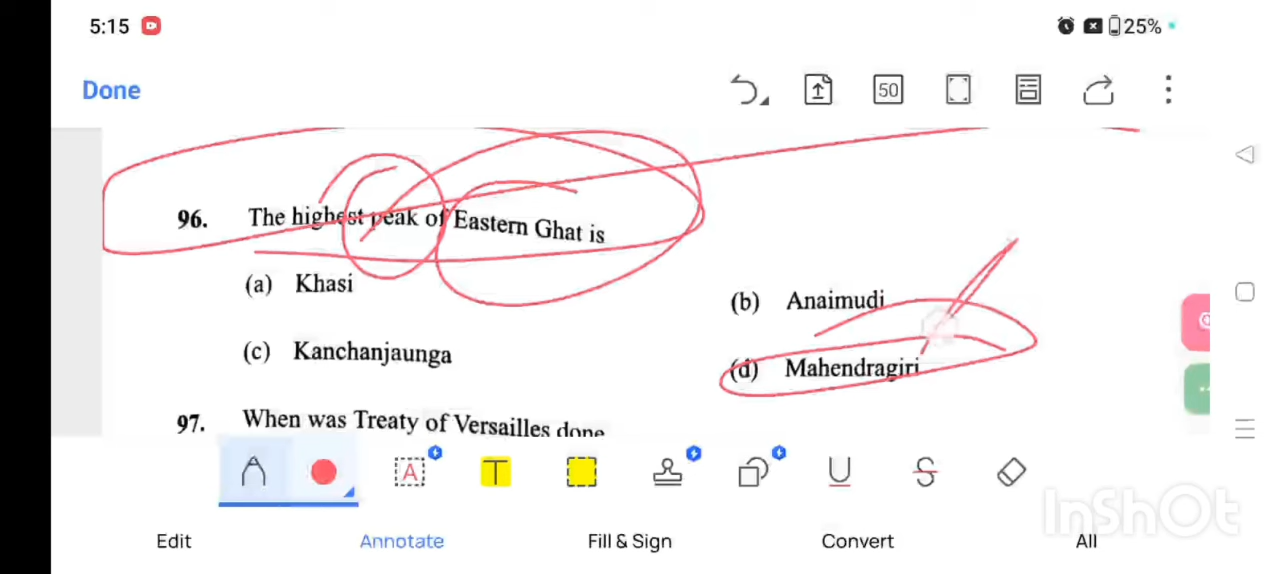 5:15 25%
Done 50
96. The highest peak of Eastern Ghat is
(a) Khasi
(b) Anaimudi
(c) Kanchanjaunga
(d) Mahendragiri
97. When was Treaty of Versailles done
A T U S
Edit Annotate Fill & Sign Convert All
InShOt